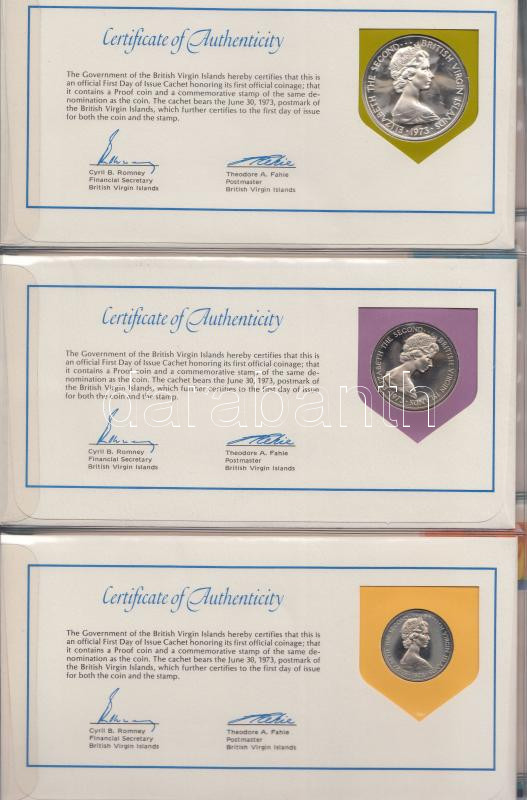 Certificate of Authenticity
The Government of the British Virgin Islands hereby certifies that this is
an official First Day of Issue Cachet honoring its first official coinage; that
it contains a Proof coin and a commemorative stamp of the same de-
nomination as the coin. The cachet bears the June 30, 1973, postmark of
the British Virgin Islands, which further certifies to the first day of issue
for both the coin and the stamp.
Cyril B. Romney
Financial Secretary
British Virgin Islands
Theodore A. Fahie
Postmaster
British Virgin Islands
ELIZABETH THE SECOND BRITISH VIRGIN ISLANDS
· 1973 ·
Certificate of Authenticity
The Government of the British Virgin Islands hereby certifies that this is
an official First Day of Issue Cachet honoring its first official coinage; that
it contains a Proof coin and a commemorative stamp of the same de-
nomination as the coin. The cachet bears the June 30, 1973, postmark of
the British Virgin Islands, which further certifies to the first day of issue
for both the coin and the stamp.
Cyril B. Romney
Financial Secretary
British Virgin Islands
Theodore A. Fahie
Postmaster
British Virgin Islands
THE SECOND BRITISH VIRGIN
darabanth
Certificate of Authenticity
The Government of the British Virgin Islands hereby certifies that this is
an official First Day of Issue Cachet honoring its first official coinage; that
it contains a Proof coin and a commemorative stamp of the same de-
nomination as the coin. The cachet bears the June 30, 1973, postmark of
the British Virgin Islands, which further certifies to the first day of issue
for both the coin and the stamp.
Cyril B. Romney
Financial Secretary
British Virgin Islands
Theodore A. Fahie
Postmaster
British Virgin Islands